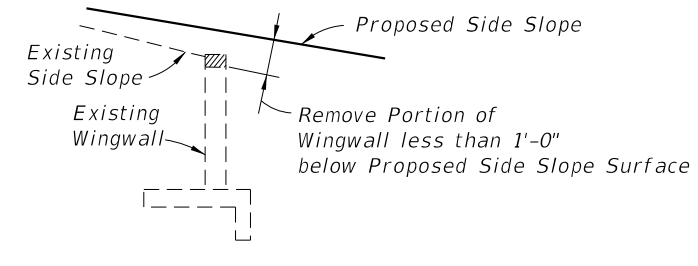 Proposed Side Slope
Existing
Side Slope
Existing
Wingwall
Remove Portion of
Wingwall less than 1'-0"
below Proposed Side Slope Surface